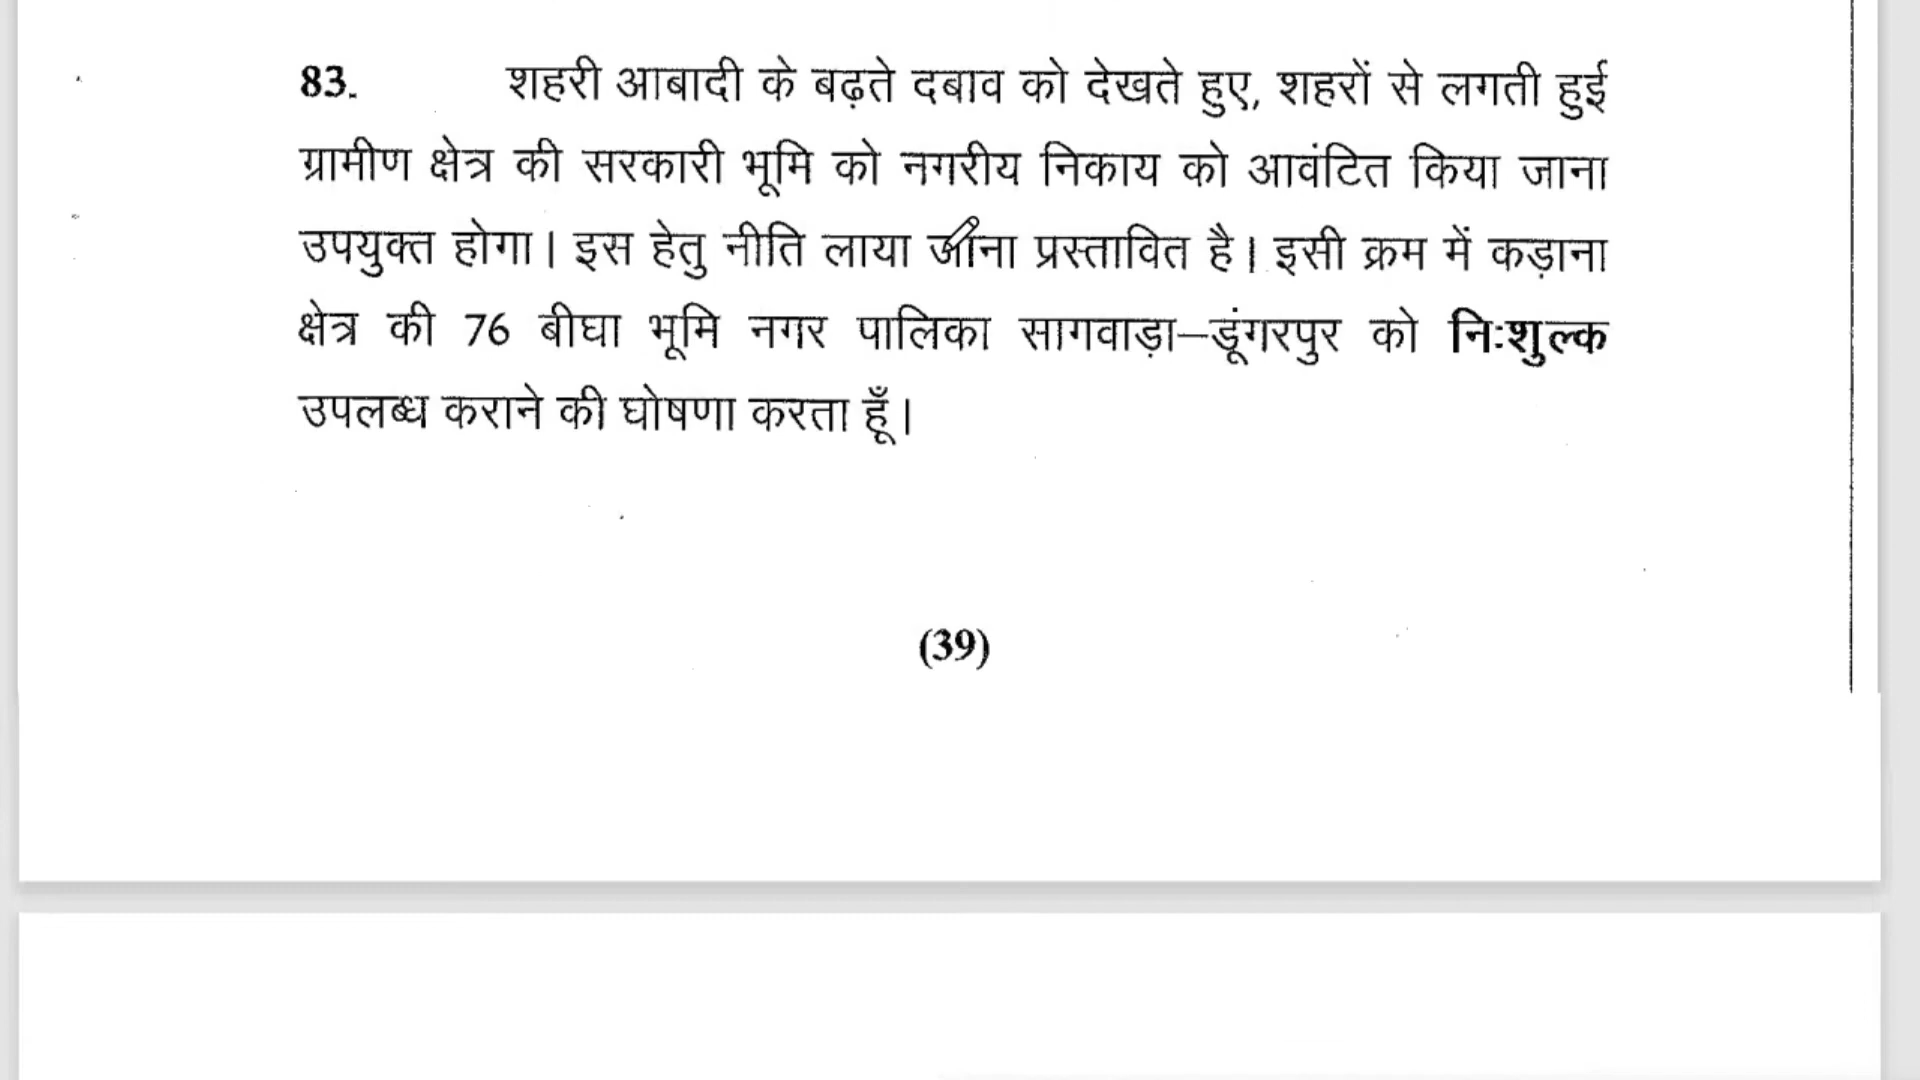 83. शहरी आबादी के बढ़ते दबाव को देखते हुए, शहरों से लगती हुई
ग्रामीण क्षेत्र की सरकारी भूमि को नगरीय निकाय को आवंटित किया जाना
उपयुक्त होगा। इस हेतु नीति लाया जाना प्रस्तावित है। इसी क्रम में कड़ाना
क्षेत्र की 76 बीघा भूमि नगर पालिका सागवाड़ा–डूंगरपुर को निःशुल्क
उपलब्ध कराने की घोषणा करता हूँ।
(39)